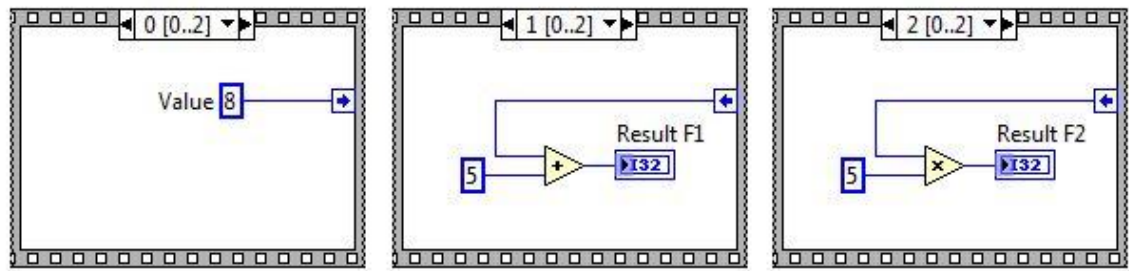 0 [0..2]
Value 8
1 [0..2]
Result F1
5 + I32
2 [0..2]
Result F2
5 × I32